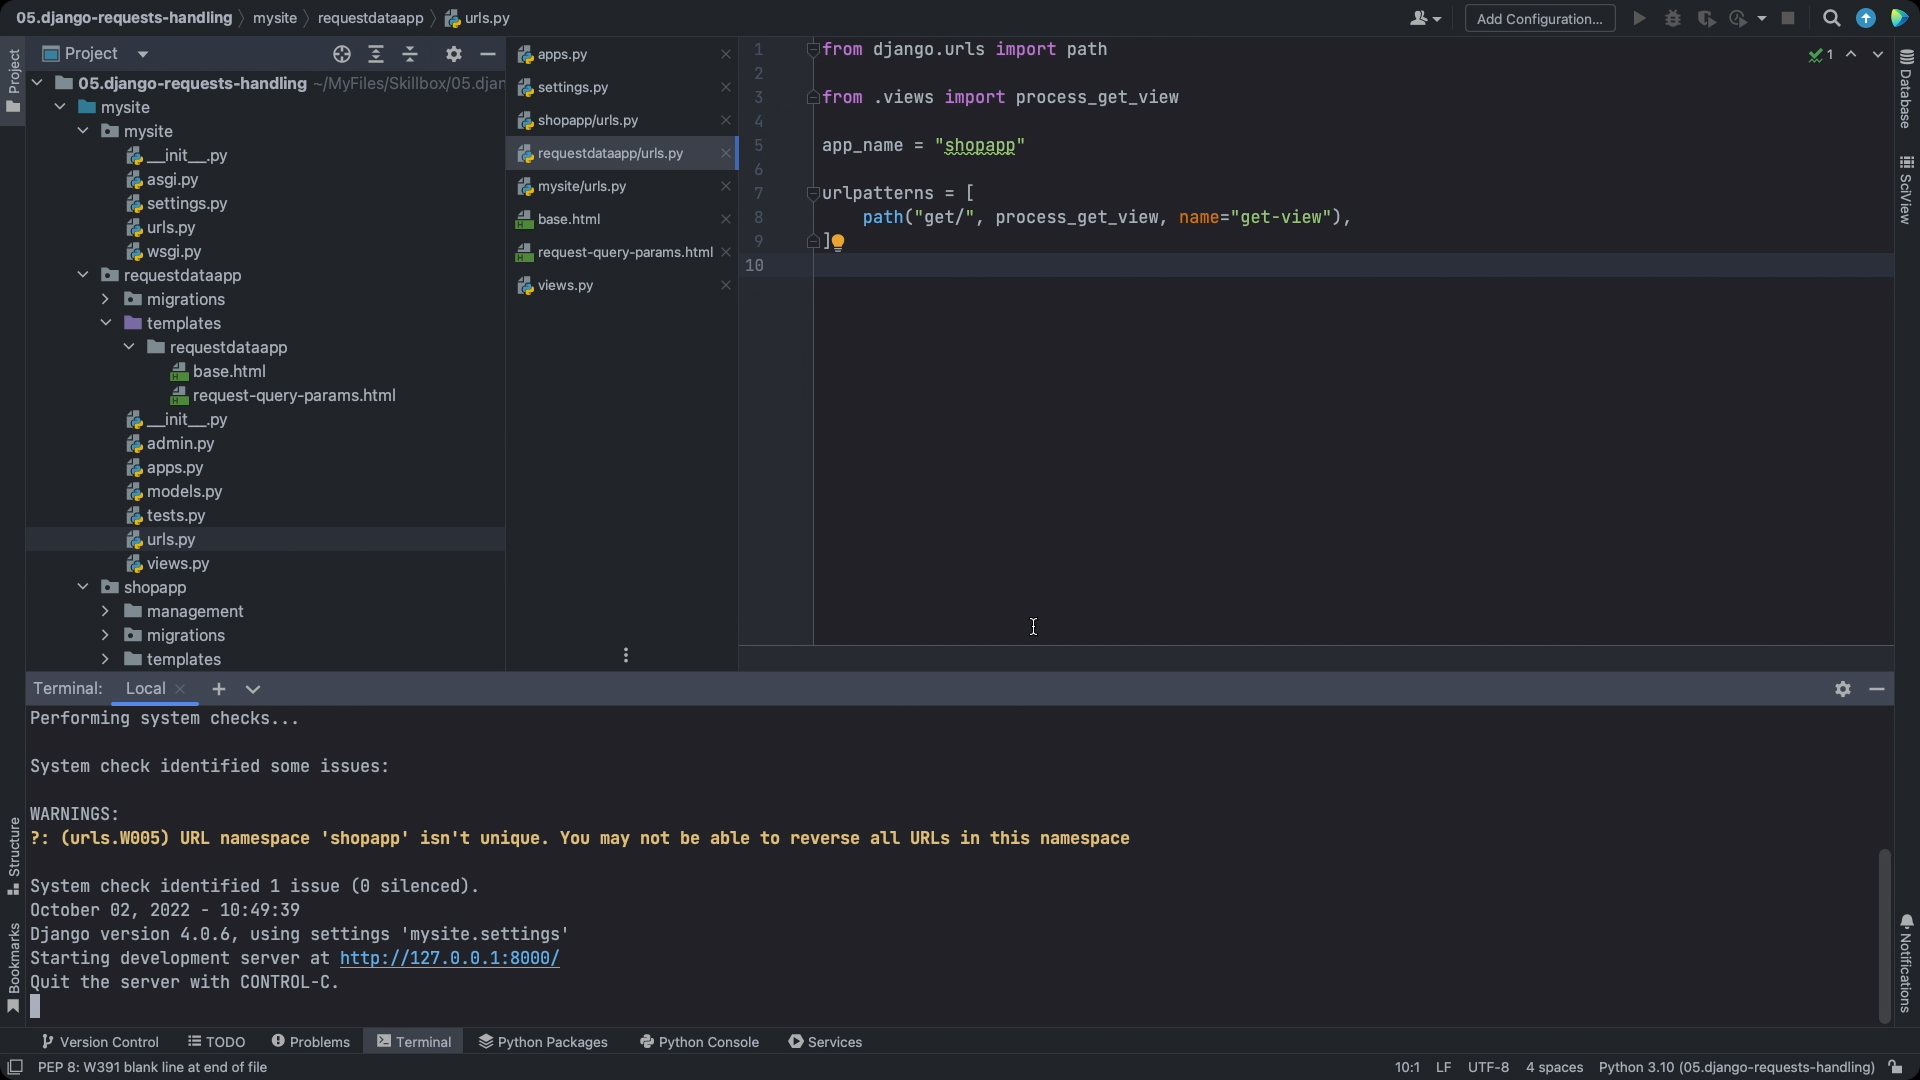 05.django-requests-handling mysite requestdataapp urls.py
Add Configuration...
Project
Project
05.django-requests-handling ~/MyFiles/Skillbox/05.djan
mysite
mysite
__init__.py
asgi.py
settings.py
urls.py
wsgi.py
requestdataapp
migrations
templates
requestdataapp
base.html
request-query-params.html
__init__.py
admin.py
apps.py
models.py
tests.py
urls.py
views.py
shopapp
management
migrations
templates
apps.py
settings.py
shopapp/urls.py
requestdataapp/urls.py
mysite/urls.py
base.html
request-query-params.html
views.py
1 from django.urls import path
2
3 from .views import process_get_view
4
5 app_name = "shopapp"
6
7 urlpatterns = [
8 path("get/", process_get_view, name="get-view"),
9 ]
10
1
Database
SciView
Notifications
Structure
Bookmarks
Terminal: Local
Performing system checks...
System check identified some issues:
WARNINGS:
?: (urls.W005) URL namespace 'shopapp' isn't unique. You may not be able to reverse all URLs in this namespace
System check identified 1 issue (0 silenced).
October 02, 2022 - 10:49:39
Django version 4.0.6, using settings 'mysite.settings'
Starting development server at http://127.0.0.1:8000/
Quit the server with CONTROL-C.
Version Control TODO Problems Terminal Python Packages Python Console Services
PEP 8: W391 blank line at end of file 10:1 LF UTF-8 4 spaces Python 3.10 (05.django-requests-handling)